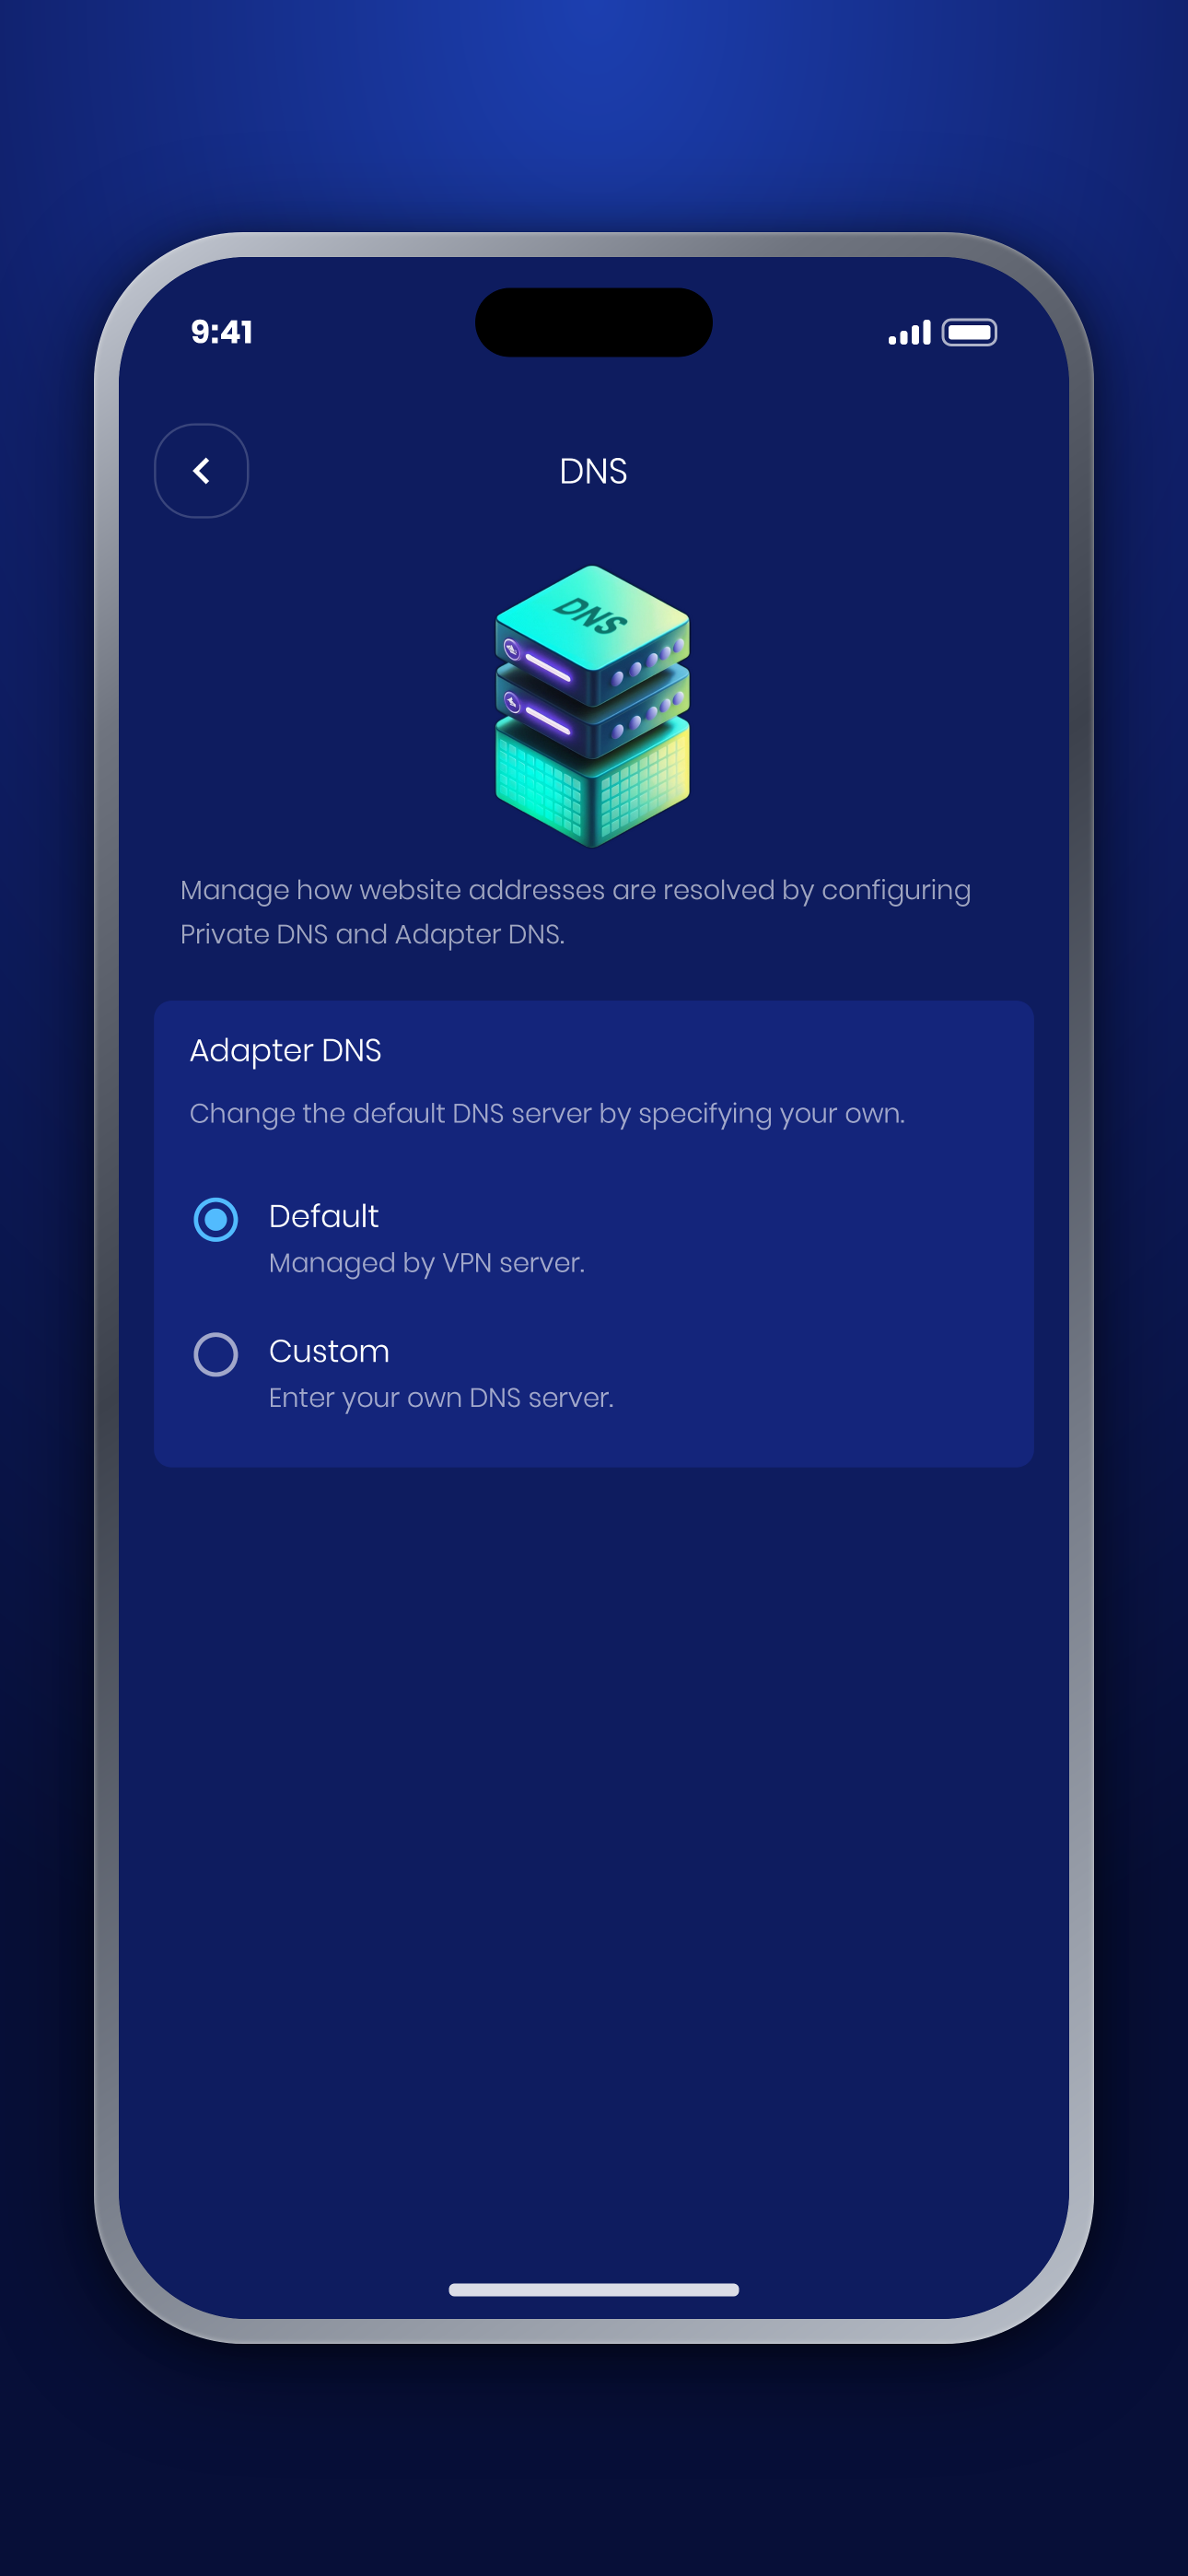 9:41
DNS
DNS
Manage how website addresses are resolved by configuring
Private DNS and Adapter DNS.
Adapter DNS
Change the default DNS server by specifying your own.
Default
Managed by VPN server.
Custom
Enter your own DNS server.